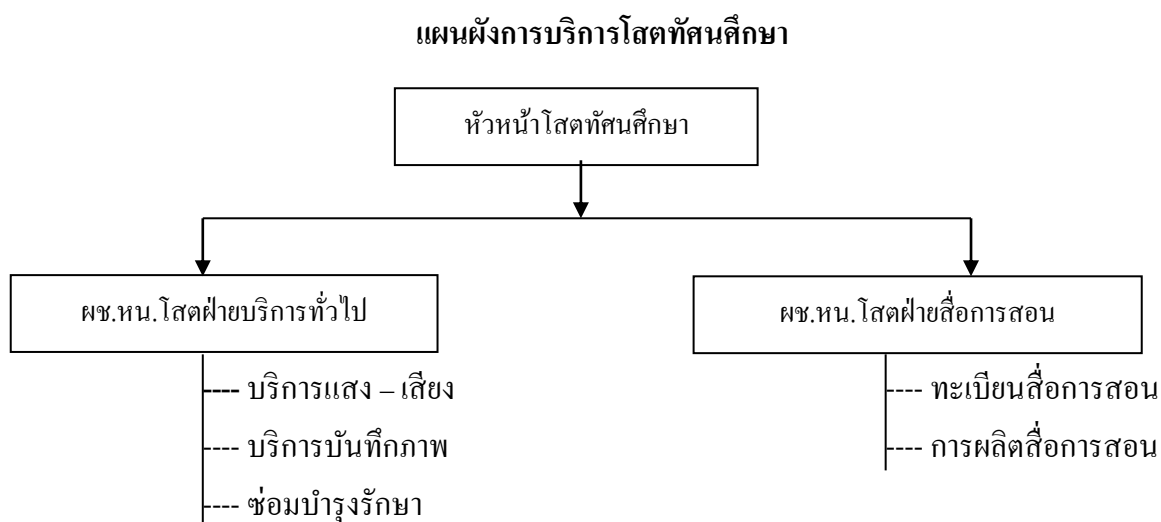 แผนผังการบริการโสตทัศนศึกษา
หัวหน้าโสตทัศนศึกษา
ผช.หน.โสตฝ่ายบริการทั่วไป
ผช.หน.โสตฝ่ายสื่อการสอน
---- บริการแสง – เสียง
---- บริการบันทึกภาพ
---- ซ่อมบำรุงรักษา
---- ทะเบียนสื่อการสอน
---- การผลิตสื่อการสอน